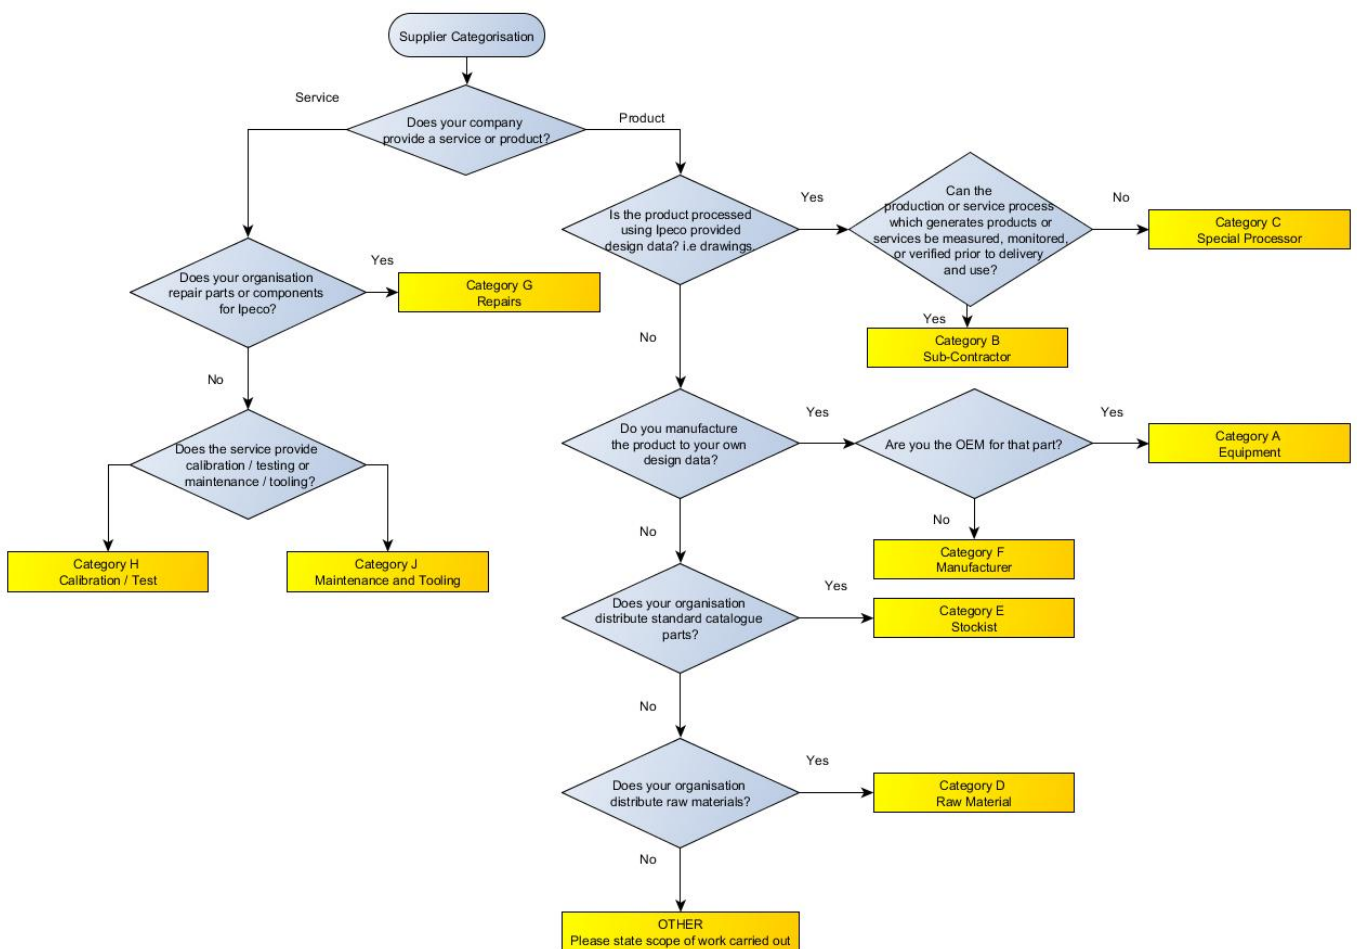 Supplier Categorisation
Service
Does your company
provide a service or product?
Product
Is the product processed
using Ipeco provided
design data? i.e drawings
Yes
Can the
production or service process
which generates products or
services be measured, monitored,
or verified prior to delivery
and use?
No
Category C
Special Processor
Does your organisation
repair parts or components
for Ipeco?
Yes
Category G
Repairs
No
Yes
Category B
Sub-Contractor
No
Does the service provide
calibration / testing or
maintenance / tooling?
Do you manufacture
the product to your own
design data?
Yes
Are you the OEM for that part?
Yes
Category A
Equipment
No
No
Category H
Calibration / Test
Category J
Maintenance and Tooling
Category F
Manufacturer
Does your organisation
distribute standard catalogue
parts?
Yes
Category E
Stockist
No
Does your organisation
distribute raw materials?
Yes
Category D
Raw Material
No
OTHER
Please state scope of work carried out